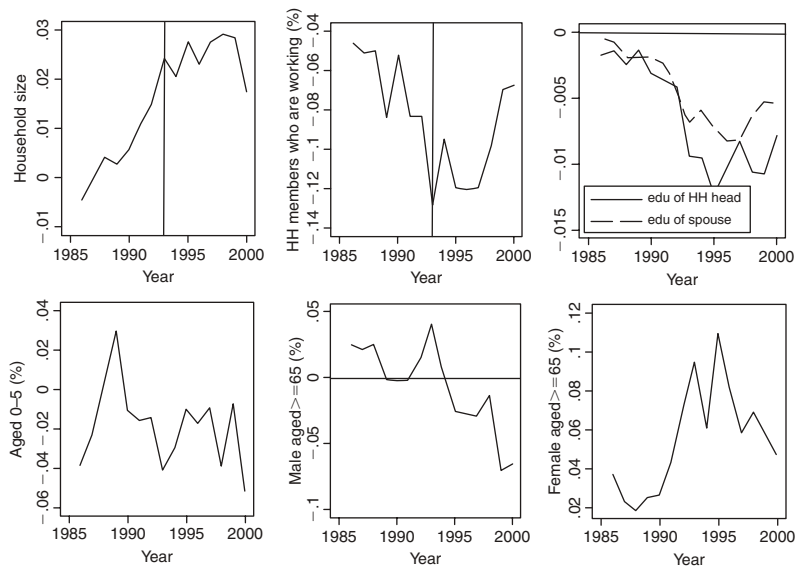 Household size
.03
.02
.01
0
−.01
1985 1990 1995 2000
Year
HH members who are working (%)
−.04
−.06
−.08
−.1
−.12
−.14
1985 1990 1995 2000
Year
0
−.005
−.01
−.015
edu of HH head
edu of spouse
1985 1990 1995 2000
Year
Aged 0–5 (%)
.04
.02
0
−.02
−.04
−.06
1985 1990 1995 2000
Year
Male aged>=65 (%)
.05
0
−.05
−.1
1985 1990 1995 2000
Year
Female aged>=65 (%)
.12
.1
.08
.06
.04
.02
1985 1990 1995 2000
Year